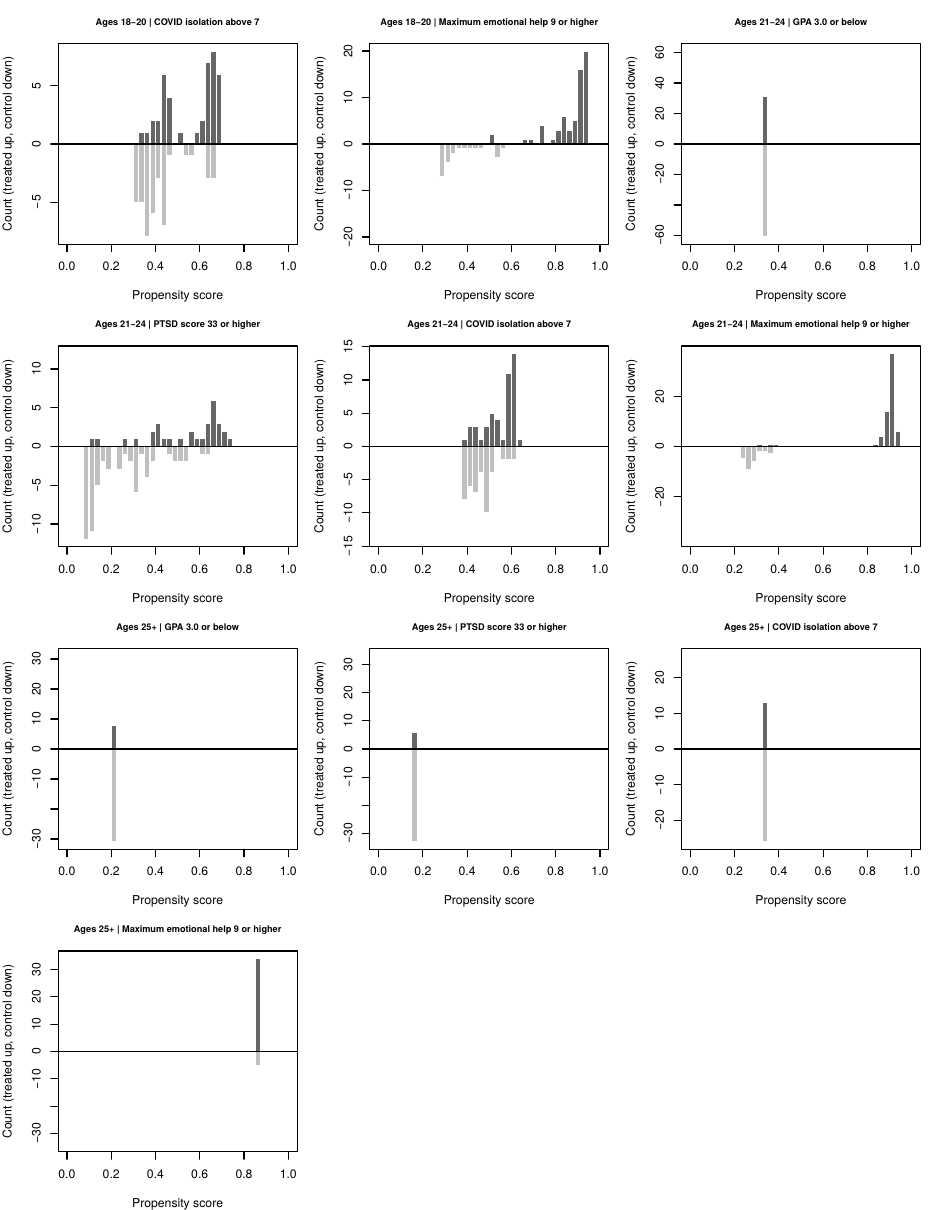 Ages 18−20 | COVID isolation above 7
Count (treated up, control down)
5
0
−5
0.0 0.2 0.4 0.6 0.8 1.0
Propensity score
Ages 18−20 | Maximum emotional help 9 or higher
Count (treated up, control down)
20
10
0
−10
−20
0.0 0.2 0.4 0.6 0.8 1.0
Propensity score
Ages 21−24 | GPA 3.0 or below
Count (treated up, control down)
60
40
20
0
−20
−60
0.0 0.2 0.4 0.6 0.8 1.0
Propensity score
Ages 21−24 | PTSD score 33 or higher
Count (treated up, control down)
10
5
0
−5
−10
0.0 0.2 0.4 0.6 0.8 1.0
Propensity score
Ages 21−24 | COVID isolation above 7
Count (treated up, control down)
15
10
5
0
−5
−10
−15
0.0 0.2 0.4 0.6 0.8 1.0
Propensity score
Ages 21−24 | Maximum emotional help 9 or higher
Count (treated up, control down)
20
0
−20
0.0 0.2 0.4 0.6 0.8 1.0
Propensity score
Ages 25+ | GPA 3.0 or below
Count (treated up, control down)
30
20
10
0
−10
−30
0.0 0.2 0.4 0.6 0.8 1.0
Propensity score
Ages 25+ | PTSD score 33 or higher
Count (treated up, control down)
30
20
10
0
−10
−30
0.0 0.2 0.4 0.6 0.8 1.0
Propensity score
Ages 25+ | COVID isolation above 7
Count (treated up, control down)
20
10
0
−10
−20
0.0 0.2 0.4 0.6 0.8 1.0
Propensity score
Ages 25+ | Maximum emotional help 9 or higher
Count (treated up, control down)
30
20
10
0
−10
−30
0.0 0.2 0.4 0.6 0.8 1.0
Propensity score